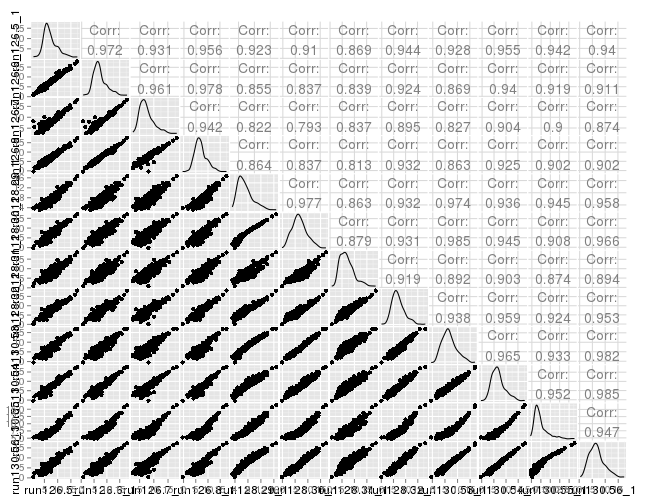 Corr: Corr: Corr: Corr: Corr: Corr: Corr: Corr: Corr: Corr: Corr:
0.972 0.931 0.956 0.923 0.91 0.869 0.944 0.928 0.955 0.942 0.94
Corr: Corr: Corr: Corr: Corr: Corr: Corr: Corr: Corr: Corr:
0.961 0.978 0.855 0.837 0.839 0.924 0.869 0.94 0.919 0.911
Corr: Corr: Corr: Corr: Corr: Corr: Corr: Corr: Corr:
0.942 0.822 0.793 0.837 0.895 0.827 0.904 0.9 0.874
Corr: Corr: Corr: Corr: Corr: Corr: Corr: Corr:
0.864 0.837 0.813 0.932 0.863 0.925 0.902 0.902
Corr: Corr: Corr: Corr: Corr: Corr: Corr:
0.977 0.863 0.932 0.974 0.936 0.945 0.958
Corr: Corr: Corr: Corr: Corr: Corr:
0.879 0.931 0.985 0.945 0.908 0.966
Corr: Corr: Corr: Corr: Corr:
0.919 0.892 0.903 0.874 0.894
Corr: Corr: Corr: Corr:
0.938 0.959 0.924 0.953
Corr: Corr: Corr:
0.965 0.933 0.982
Corr: Corr:
0.952 0.985
Corr:
0.947